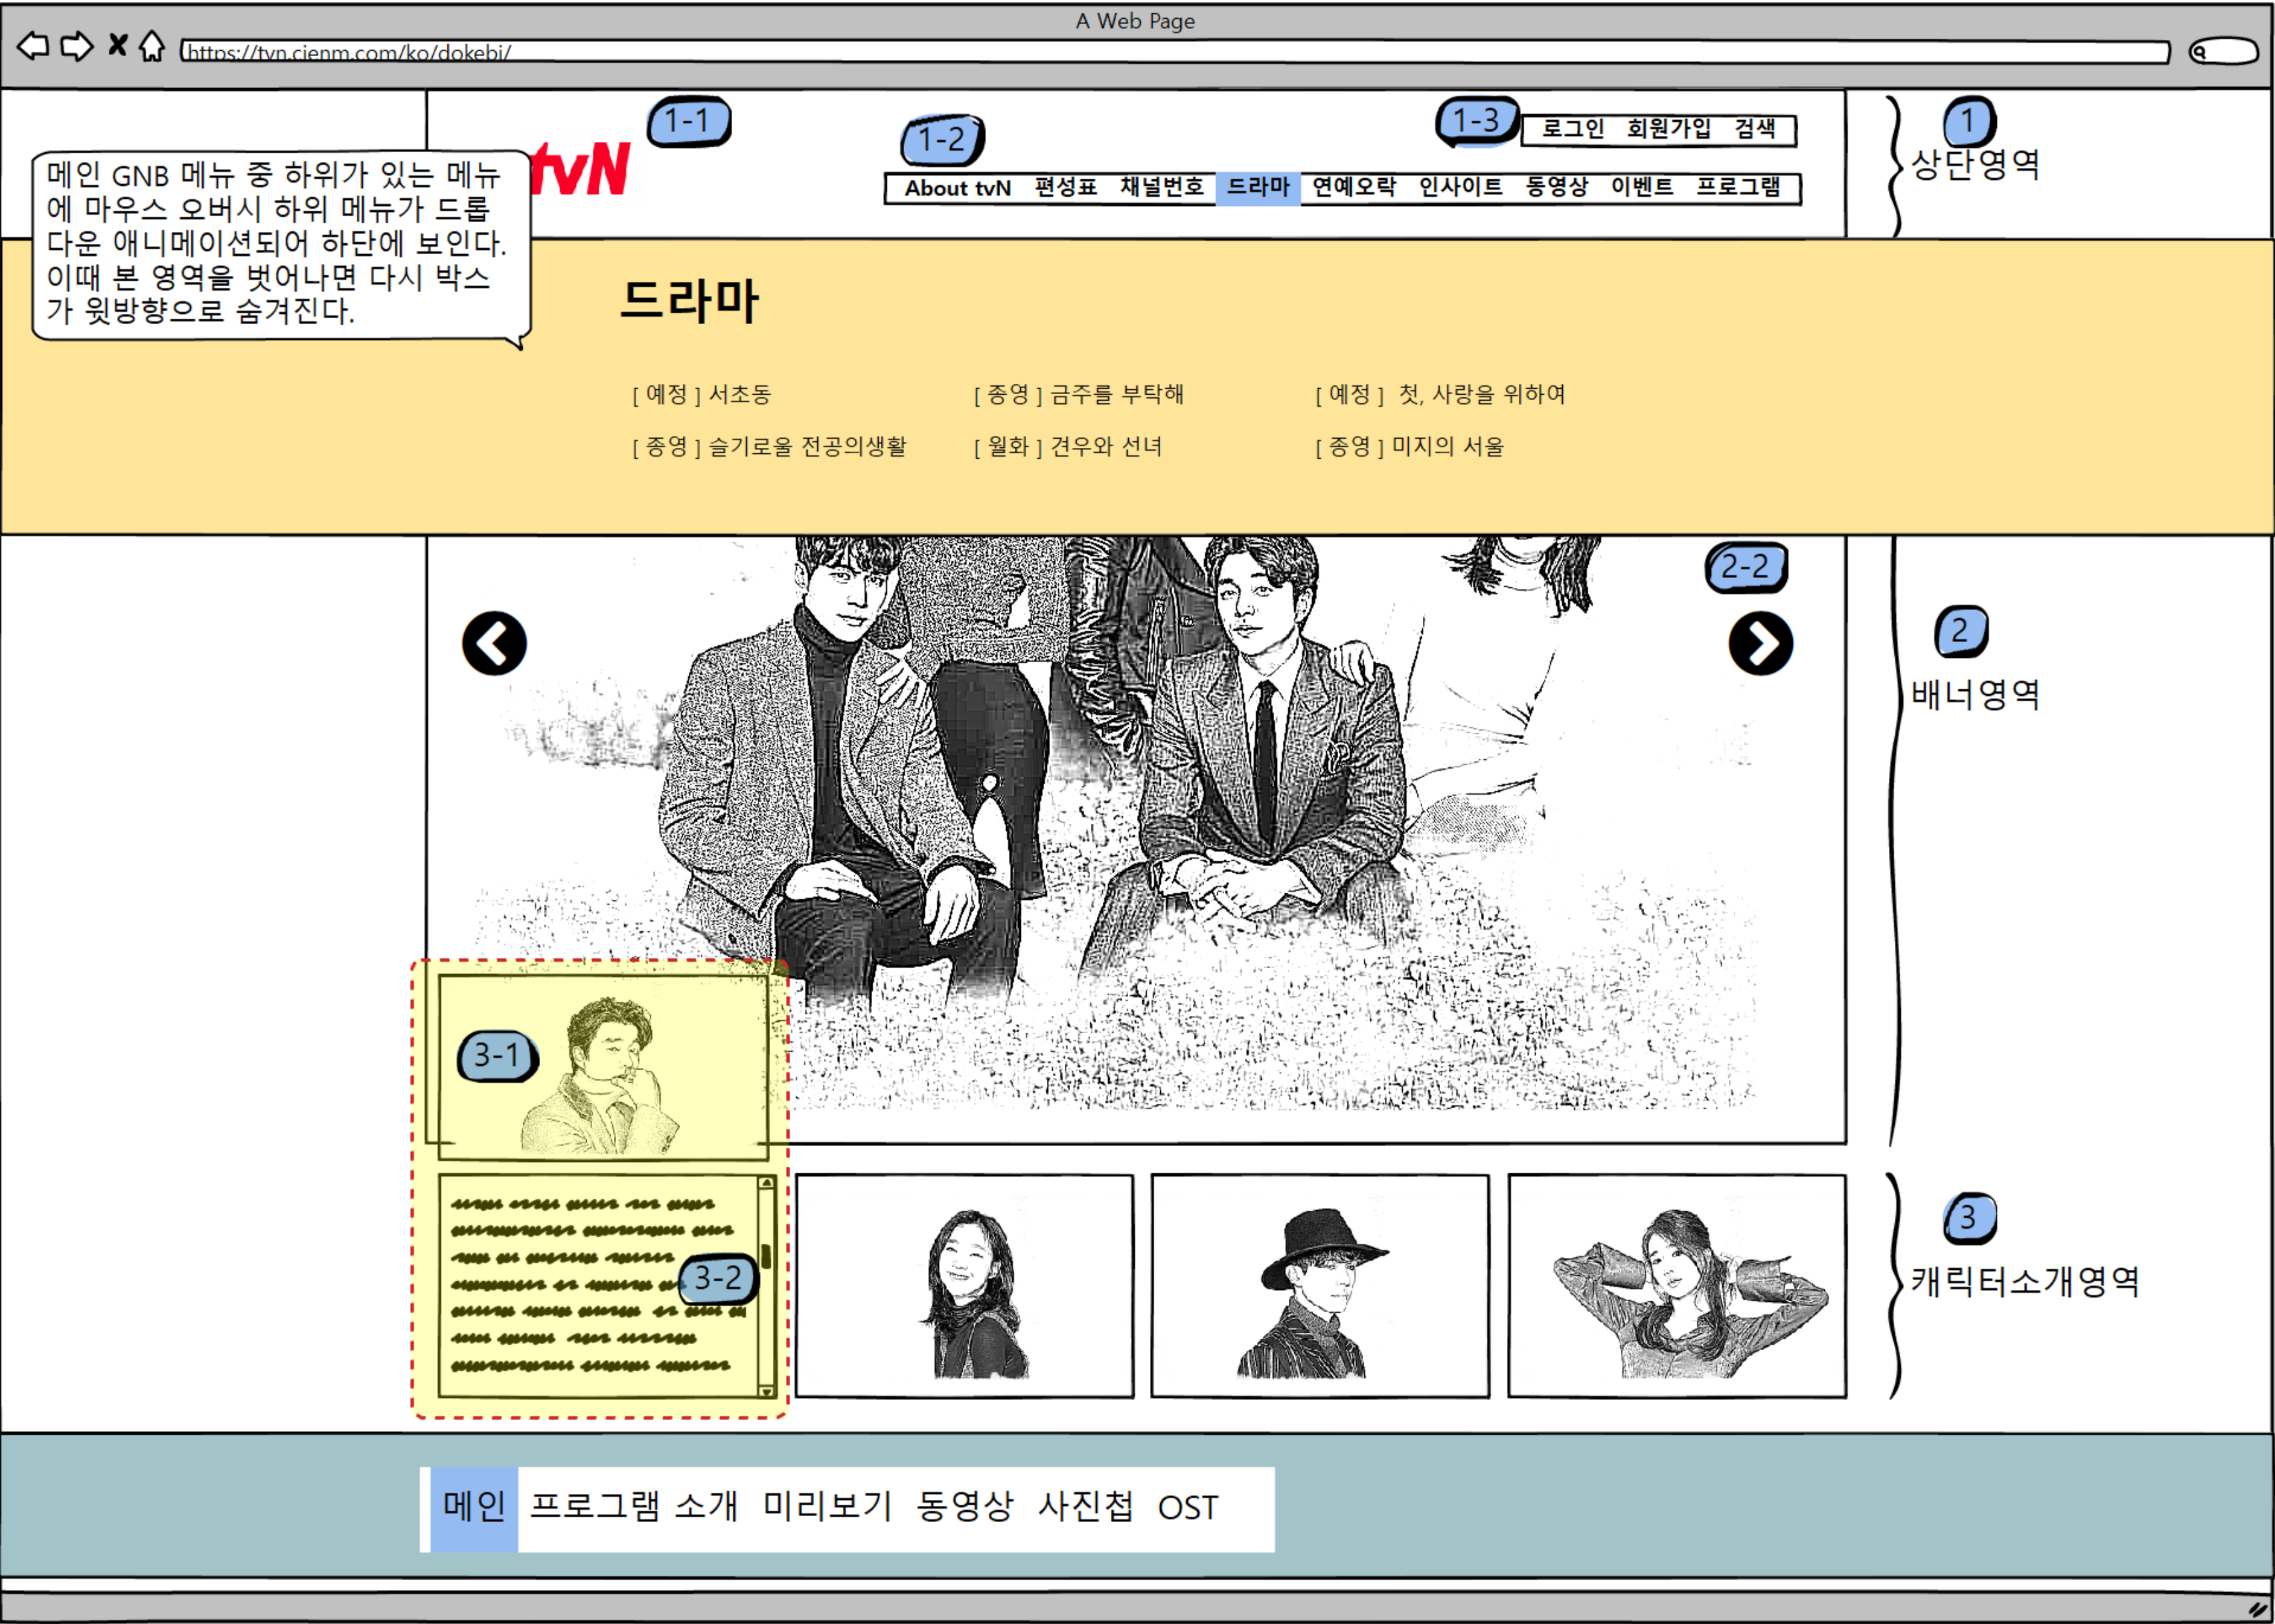 A Web Page
https://tvn.cjenm.com/ko/dokebi/
1-1
1-2
1-3
로그인 회원가입 검색
1
상단영역
tvN
About tvN 편성표 채널번호 드라마 연예오락 인사이트 동영상 이벤트 프로그램
메인 GNB 메뉴 중 하위가 있는 메뉴
에 마우스 오버시 하위 메뉴가 드롭
다운 애니메이션되어 하단에 보인다.
이때 본 영역을 벗어나면 다시 박스
가 윗방향으로 숨겨진다.
드라마
[ 예정 ] 서초동
[ 종영 ] 금주를 부탁해
[ 예정 ] 첫, 사랑을 위하여
[ 종영 ] 슬기로울 전공의생활
[ 월화 ] 견우와 선녀
[ 종영 ] 미지의 서울
2-2
2
배너영역
3-1
3-2
3
캐릭터소개영역
메인 프로그램 소개 미리보기 동영상 사진첩 OST